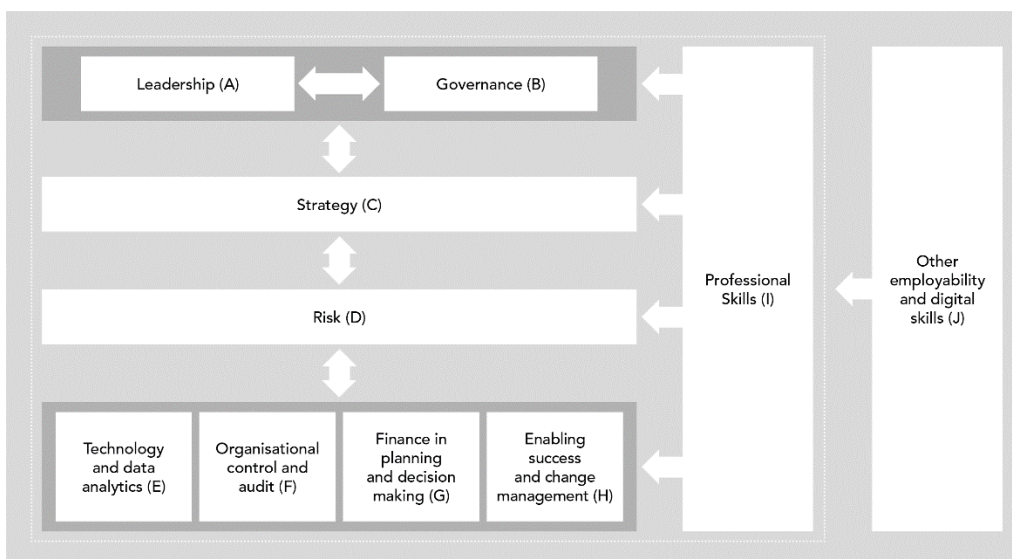 Leadership (A)
Governance (B)
Strategy (C)
Risk (D)
Technology
and data
analytics (E)
Organisational
control and
audit (F)
Finance in
planning
and decision
making (G)
Enabling
success
and change
management (H)
Professional
Skills (I)
Other
employability
and digital
skills (J)